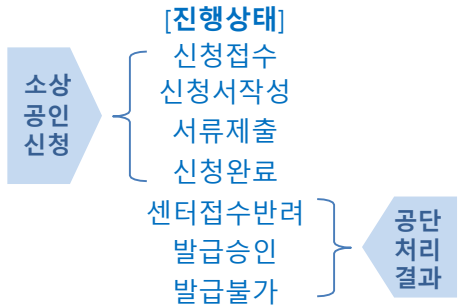 [진행상태]
소상
공인
신청
신청접수
신청서작성
서류제출
신청완료
센터접수반려
발급승인
발급불가
공단
처리
결과